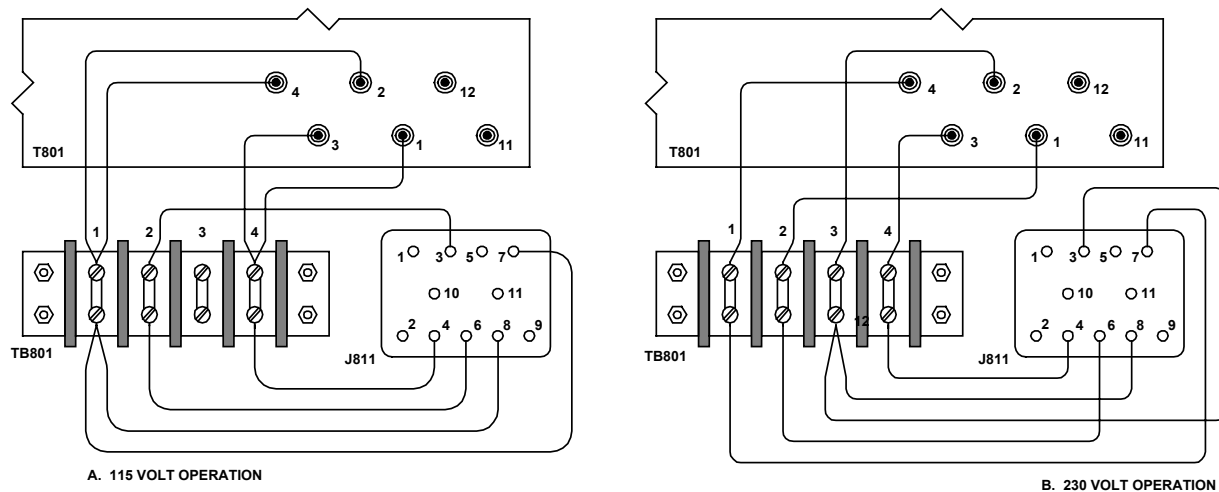 4 2 12
3 1 11
T801
1 2 3 4
1 3 5 7
10 11
2 4 6 8 9
TB801
J811
A. 115 VOLT OPERATION
4 2 12
3 1 11
T801
1 2 3 4
1 3 5 7
10 11
12
2 4 6 8 9
TB801
J811
B. 230 VOLT OPERATION